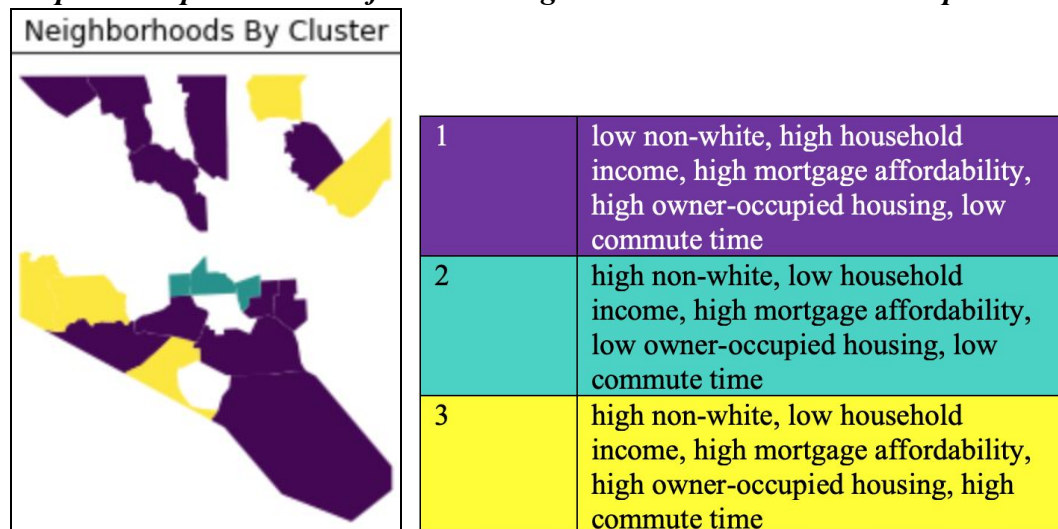 Neighborhoods By Cluster
1
low non-white, high household
income, high mortgage affordability,
high owner-occupied housing, low
commute time
2
high non-white, low household
income, high mortgage affordability,
low owner-occupied housing, low
commute time
3
high non-white, low household
income, high mortgage affordability,
high owner-occupied housing, high
commute time